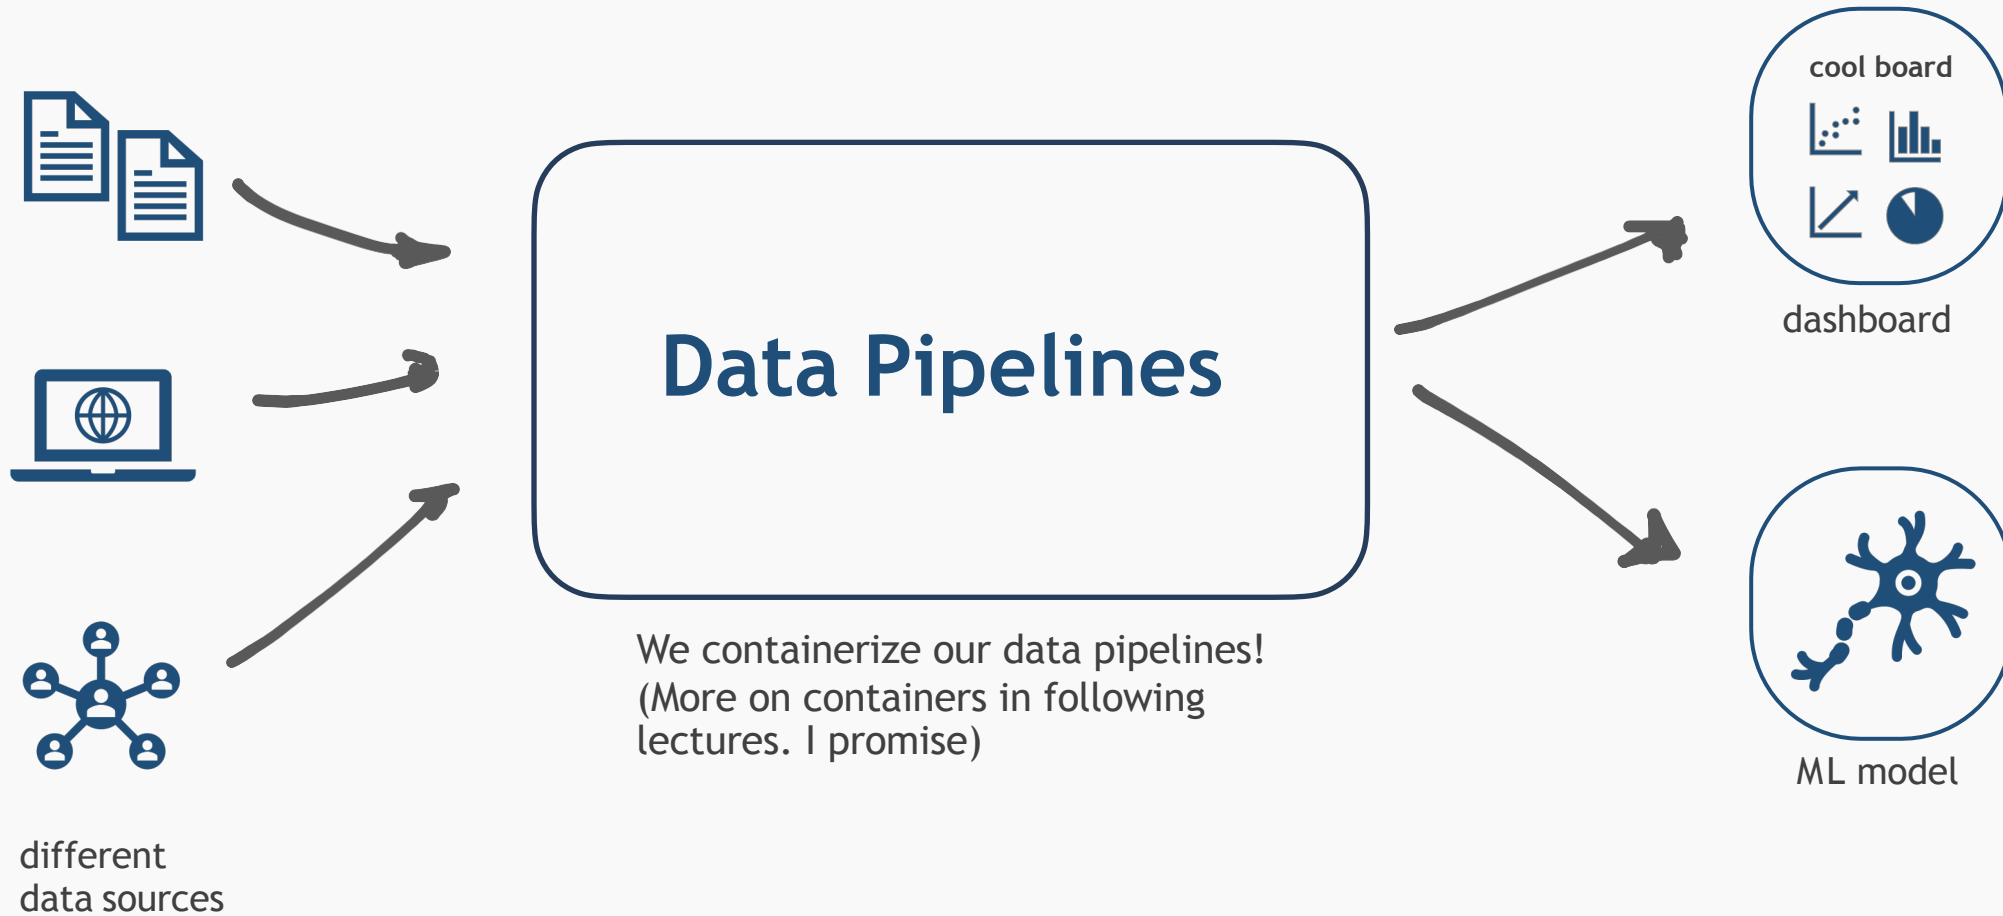 cool board
dashboard
Data Pipelines
We containerize our data pipelines!
(More on containers in following
lectures. I promise)
ML model
different
data sources